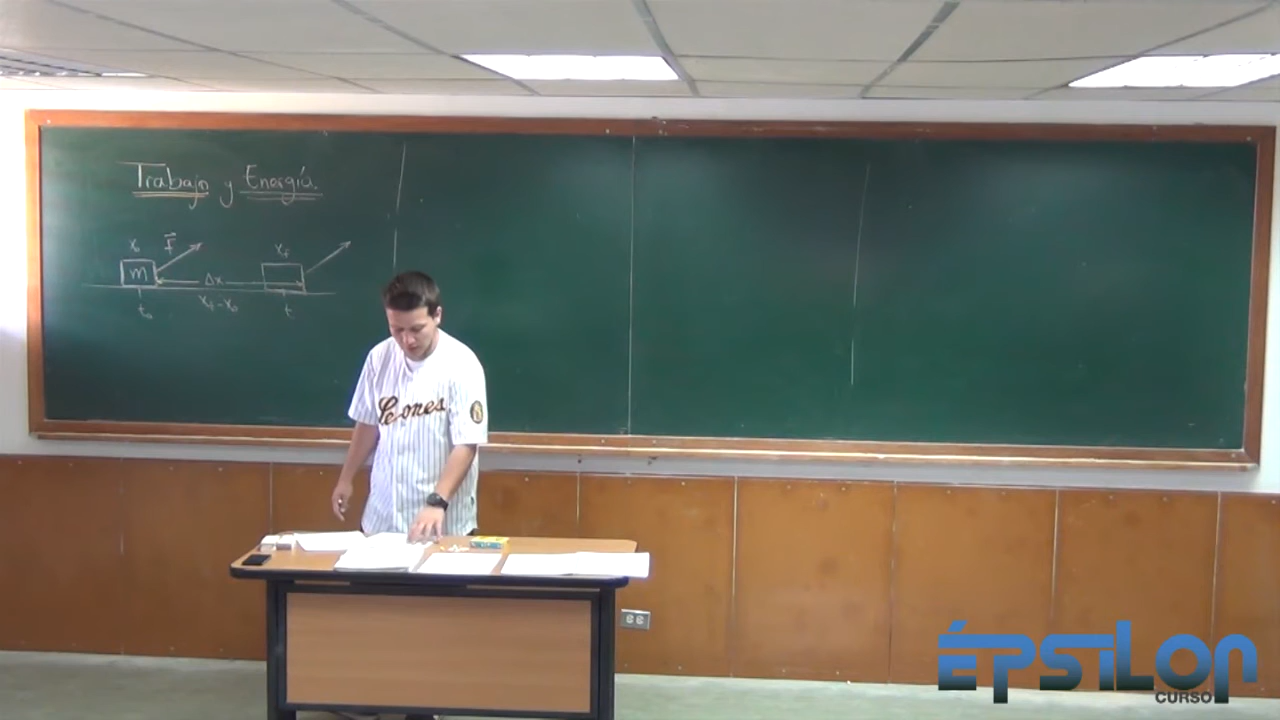 Trabajo y Energía.
x₀ F⃗ x_f
m Δx
x_f - x₀
t₀ t
Leones
ÉPSILON
CURSO